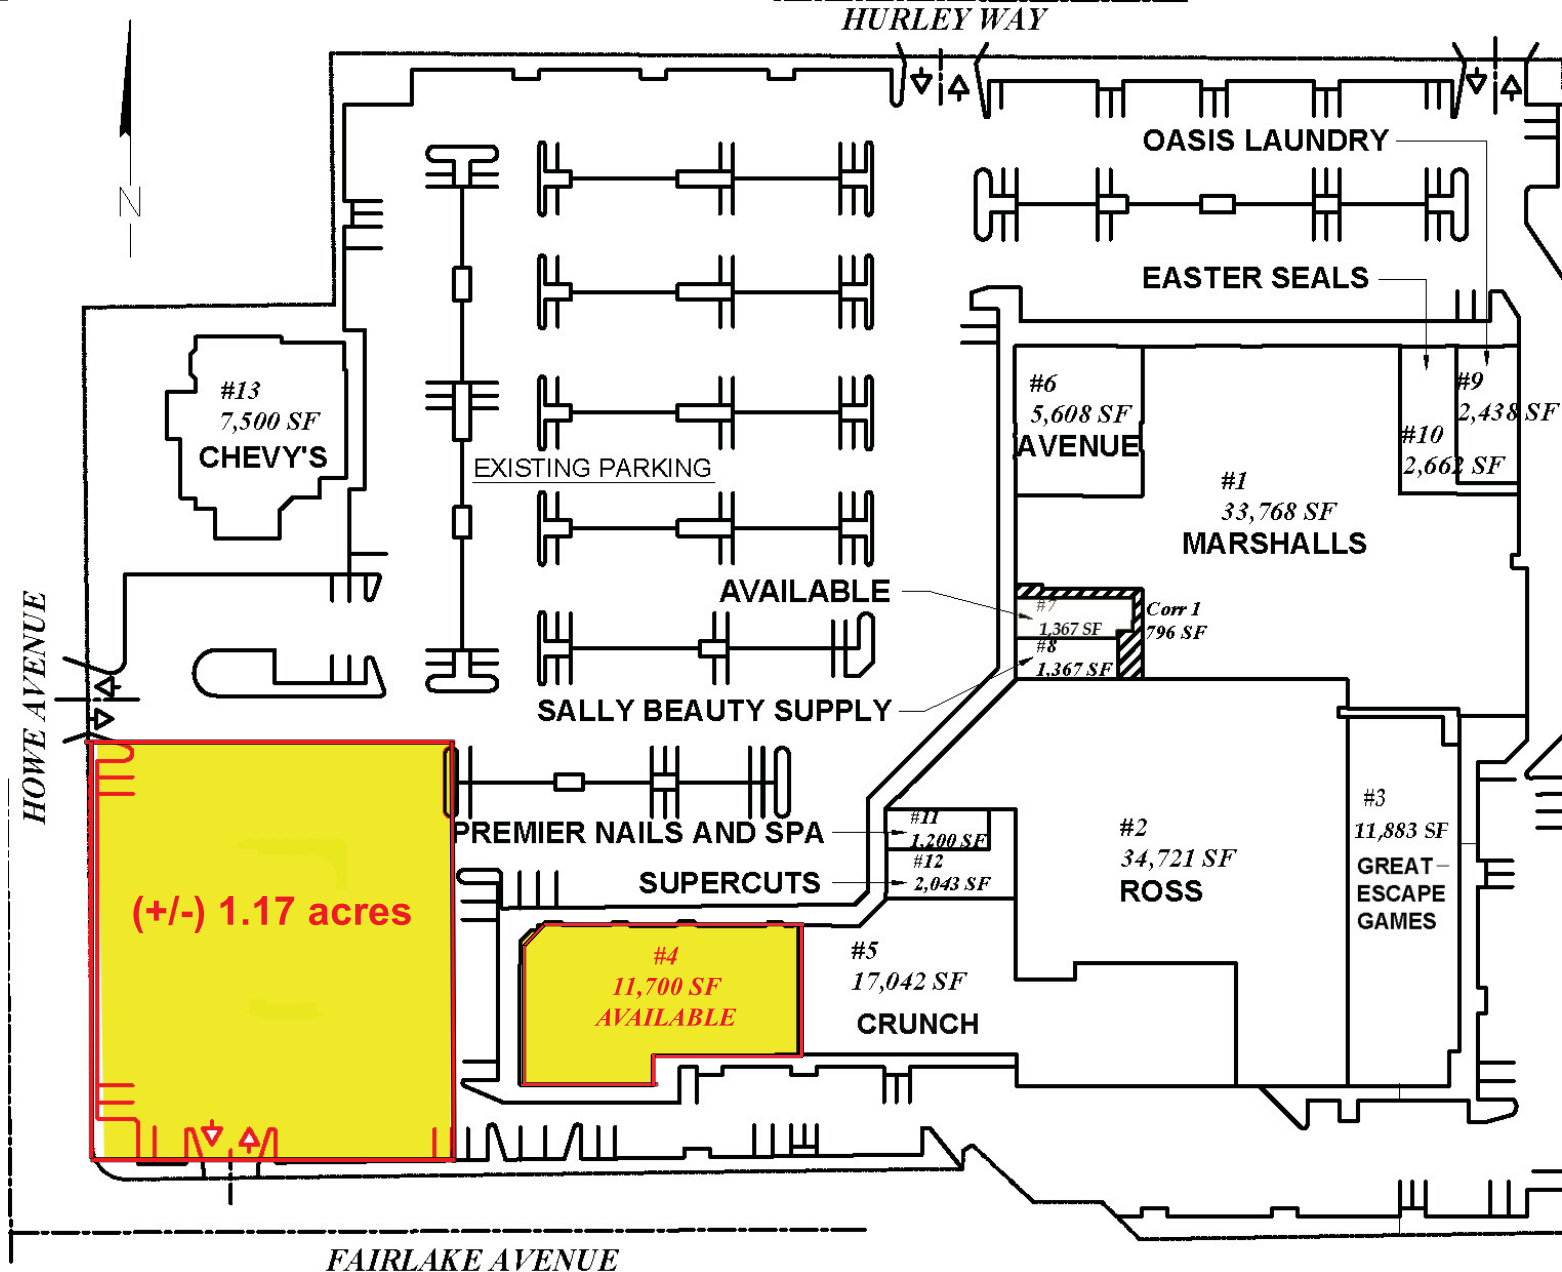 HURLEY WAY
N
OASIS LAUNDRY
EASTER SEALS
#13
7,500 SF
CHEVY'S
#6
5,608 SF
AVENUE
#9
2,438 SF
#10
2,662 SF
#1
33,768 SF
MARSHALLS
EXISTING PARKING
AVAILABLE
#7
1,367 SF
Corr 1
796 SF
#8
1,367 SF
SALLY BEAUTY SUPPLY
HOWE AVENUE
#11
1,200 SF
PREMIER NAILS AND SPA
#12
2,043 SF
SUPERCUTS
#2
34,721 SF
ROSS
#3
11,883 SF
GREAT
ESCAPE
GAMES
(+/-) 1.17 acres
#4
11,700 SF
AVAILABLE
#5
17,042 SF
CRUNCH
FAIRLAKE AVENUE